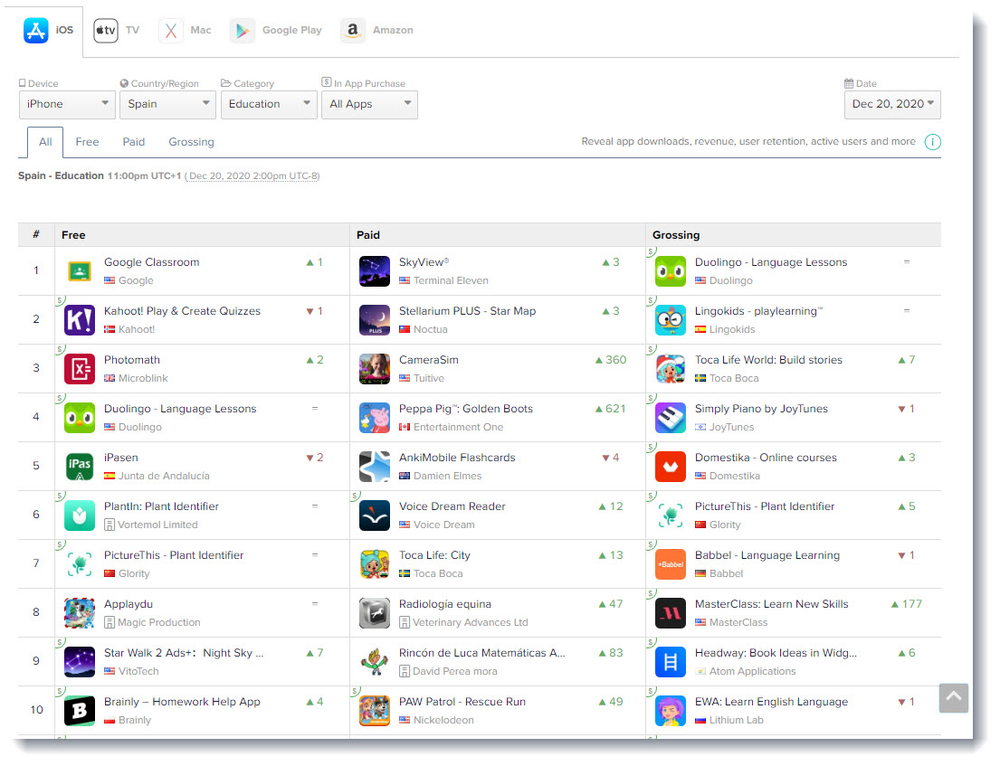 iOS
tv TV
X Mac
Google Play
a Amazon
Device
Country/Region
Category
$ In App Purchase
Date
iPhone
Spain
Education
All Apps
Dec 20, 2020
All
Free
Paid
Grossing
Reveal app downloads, revenue, user retention, active users and more i
Spain - Education 11:00pm UTC+1 ( Dec 20, 2020 2:00pm UTC-8)
# Free Paid Grossing
1
Google Classroom
Google
1
SkyView®
Terminal Eleven
3
$
Duolingo - Language Lessons
Duolingo
=
2
$
K!
Kahoot! Play & Create Quizzes
Kahoot!
1
PLUS
Stellarium PLUS - Star Map
Noctua
3
$
Lingokids - playlearning™
Lingokids
=
3
$
Photomath
Microblink
2
CameraSim
Tuitive
360
$
Toca Life World: Build stories
Toca Boca
7
4
$
Duolingo - Language Lessons
Duolingo
=
Peppa Pig™: Golden Boots
Entertainment One
621
$
Simply Piano by JoyTunes
JoyTunes
1
5
iPas
iPasen
Junta de Andalucía
2
AnkiMobile Flashcards
Damien Elmes
4
$
Domestika - Online courses
Domestika
3
6
$
PlantIn: Plant Identifier
Vortemol Limited
=
$
Voice Dream Reader
Voice Dream
12
$
PictureThis - Plant Identifier
Glority
5
7
$
PictureThis - Plant Identifier
Glority
=
Toca Life: City
Toca Boca
13
$
+Babbel
Babbel - Language Learning
Babbel
1
8
Applaydu
Magic Production
=
Radiología equina
Veterinary Advances Ltd
47
$
MasterClass: Learn New Skills
MasterClass
177
9
$
Star Walk 2 Ads+：Night Sky ...
VitoTech
7
Rincón de Luca Matemáticas A...
David Perea mora
83
$
Headway: Book Ideas in Widg...
Atom Applications
6
10
$
B
Brainly – Homework Help App
Brainly
4
$
PAW Patrol - Rescue Run
Nickelodeon
49
$
EWA: Learn English Language
Lithium Lab
1